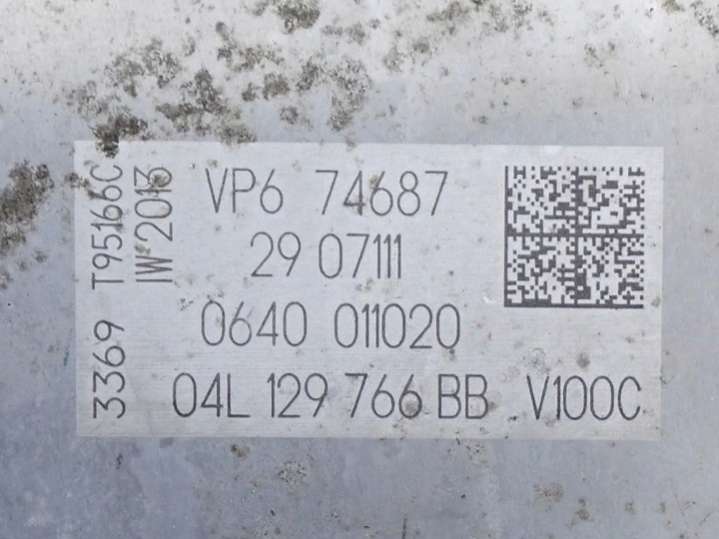 VP6 74687
29 07111
0640 011020
04L 129 766 BB V100C
3369 T95166C
IW 2013